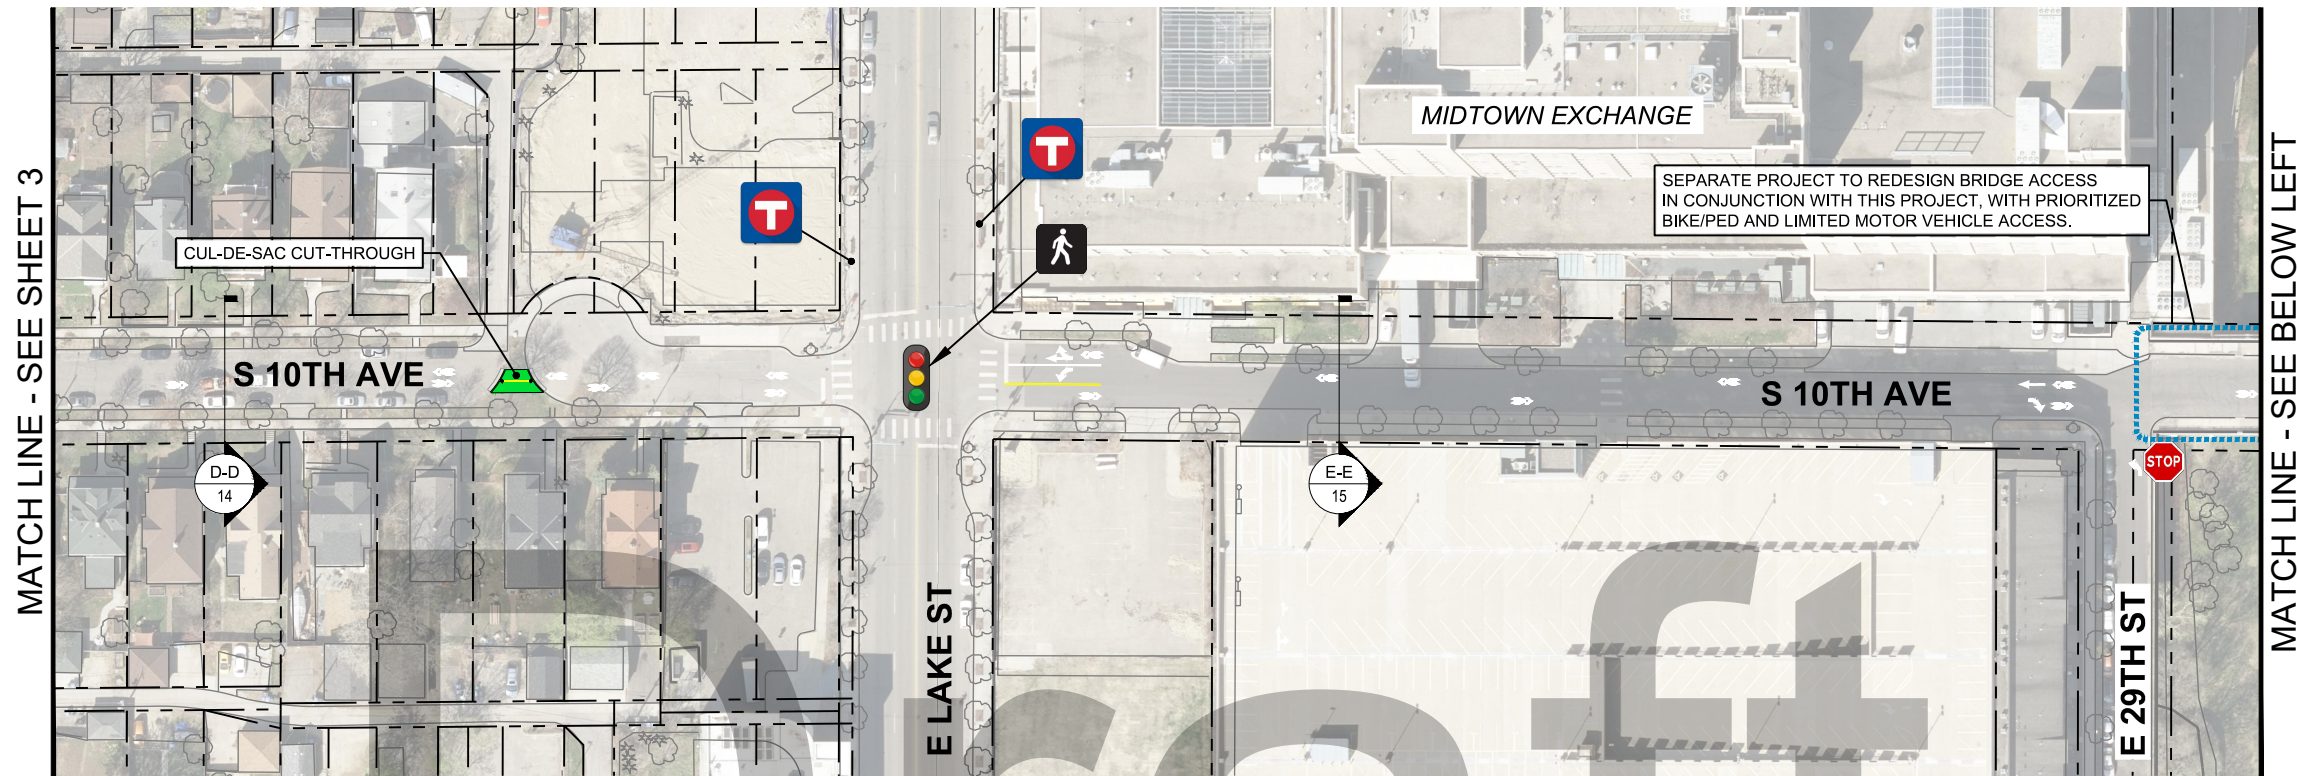 MATCH LINE - SEE SHEET 3
MIDTOWN EXCHANGE
SEPARATE PROJECT TO REDESIGN BRIDGE ACCESS
IN CONJUNCTION WITH THIS PROJECT, WITH PRIORITIZED
BIKE/PED AND LIMITED MOTOR VEHICLE ACCESS.
T
T
CUL-DE-SAC CUT-THROUGH
S 10TH AVE
S 10TH AVE
D-D
14
E-E
15
STOP
E LAKE ST
E 29TH ST
MATCH LINE - SEE BELOW LEFT
Draft